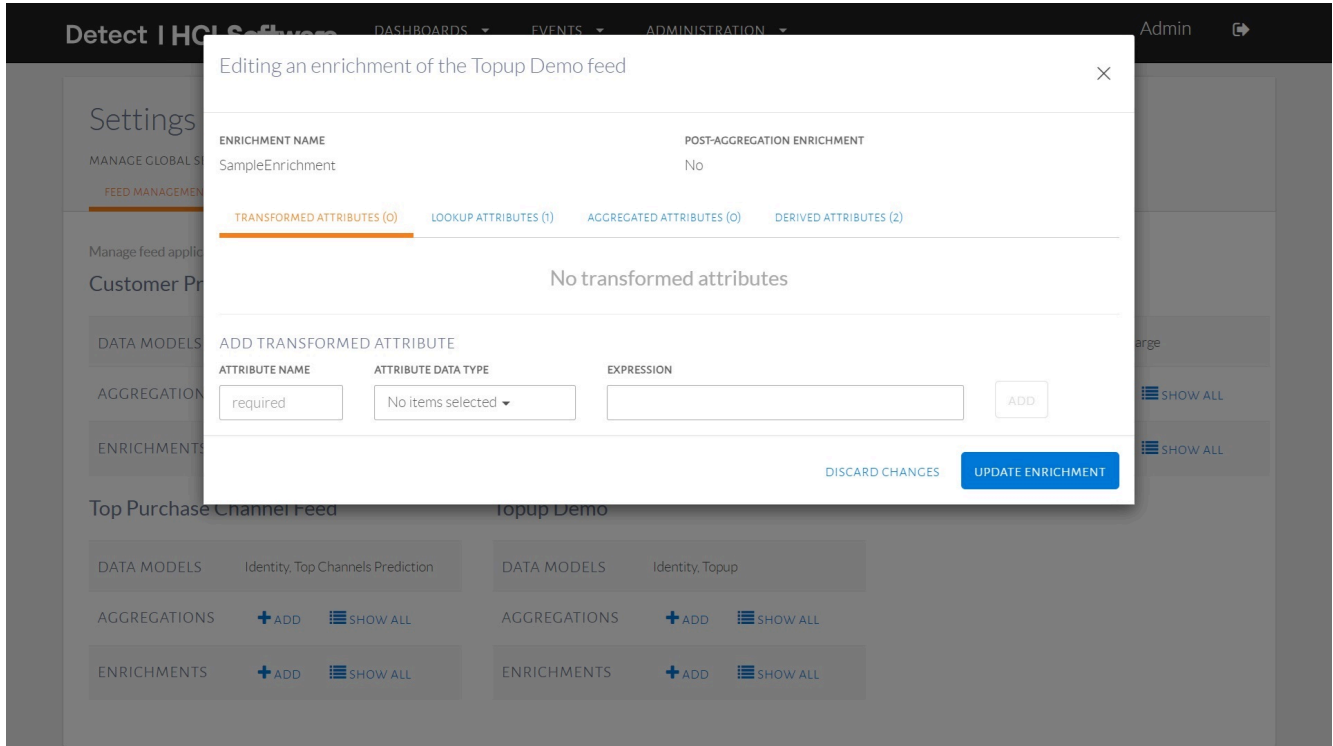 Detect | HCLSoftware DASHBOARDS EVENTS ADMINISTRATION Admin
Editing an enrichment of the Topup Demo feed
Settings
ENRICHMENT NAME POST-AGGREGATION ENRICHMENT
MANAGE GLOBAL
SampleEnrichment No
FEED MANAGEMEN
TRANSFORMED ATTRIBUTES (0) LOOKUP ATTRIBUTES (1) AGGREGATED ATTRIBUTES (0) DERIVED ATTRIBUTES (2)
Manage feed applic
No transformed attributes
Customer Pr
DATA MODELS ADD TRANSFORMED ATTRIBUTE arge
ATTRIBUTE NAME ATTRIBUTE DATA TYPE EXPRESSION
AGGREGATION required No items selected ADD SHOW ALL
ENRICHMENTS SHOW ALL
DISCARD CHANGES UPDATE ENRICHMENT
Top Purchase Channel Feed Topup Demo
DATA MODELS Identity, Top Channels Prediction DATA MODELS Identity, Topup
AGGREGATIONS ADD SHOW ALL AGGREGATIONS ADD SHOW ALL
ENRICHMENTS ADD SHOW ALL ENRICHMENTS ADD SHOW ALL